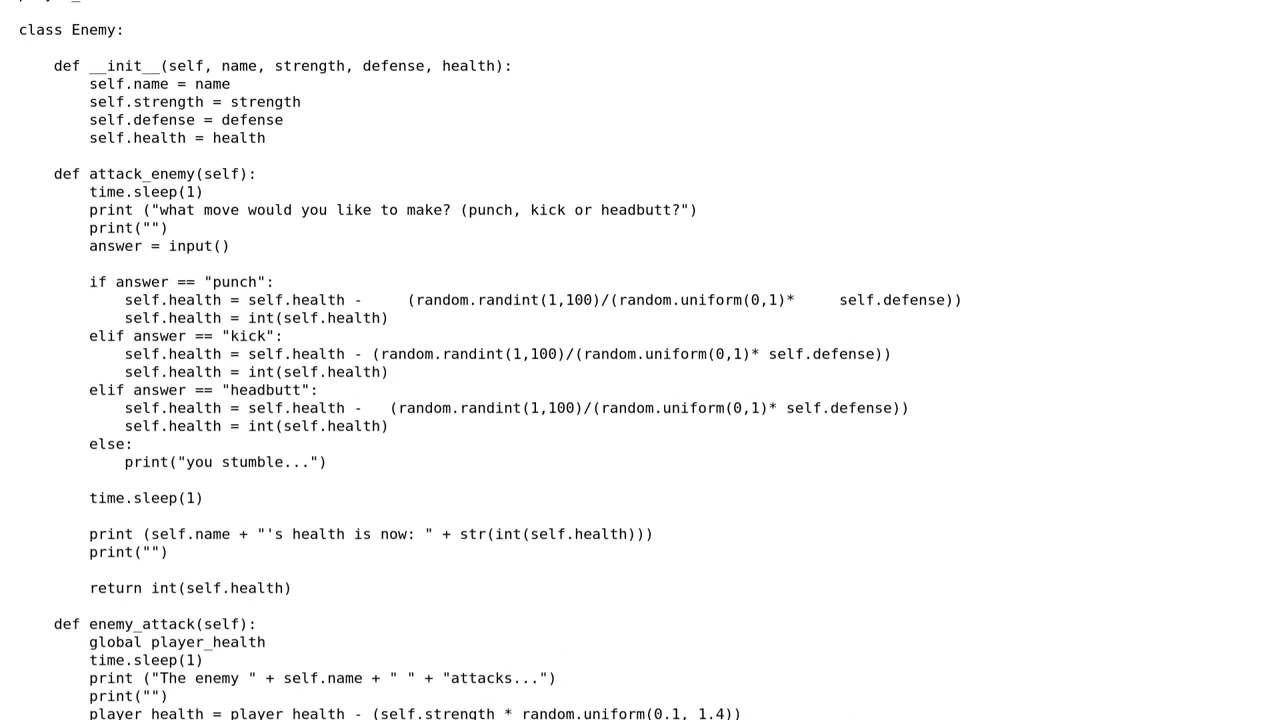 class Enemy:
def __init__(self, name, strength, defense, health):
self.name = name
self.strength = strength
self.defense = defense
self.health = health
def attack_enemy(self):
time.sleep(1)
print ("what move would you like to make? (punch, kick or headbutt?")
print("")
answer = input()
if answer == "punch":
self.health = self.health -     (random.randint(1,100)/(random.uniform(0,1)*     self.defense))
self.health = int(self.health)
elif answer == "kick":
self.health = self.health - (random.randint(1,100)/(random.uniform(0,1)* self.defense))
self.health = int(self.health)
elif answer == "headbutt":
self.health = self.health -   (random.randint(1,100)/(random.uniform(0,1)* self.defense))
self.health = int(self.health)
else:
print("you stumble...")
time.sleep(1)
print (self.name + "'s health is now: " + str(int(self.health)))
print("")
return int(self.health)
def enemy_attack(self):
global player_health
time.sleep(1)
print ("The enemy " + self.name + " " + "attacks...")
print("")
player_health = player_health - (self.strength * random.uniform(0.1, 1.4))